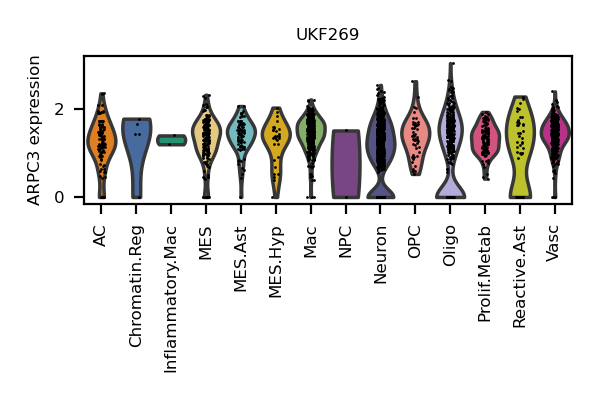 UKF269
ARPC3 expression
2
0
AC
Chromatin.Reg
Inflammatory.Mac
MES
MES.Ast
MES.Hyp
Mac
NPC
Neuron
OPC
Oligo
Prolif.Metab
Reactive.Ast
Vasc